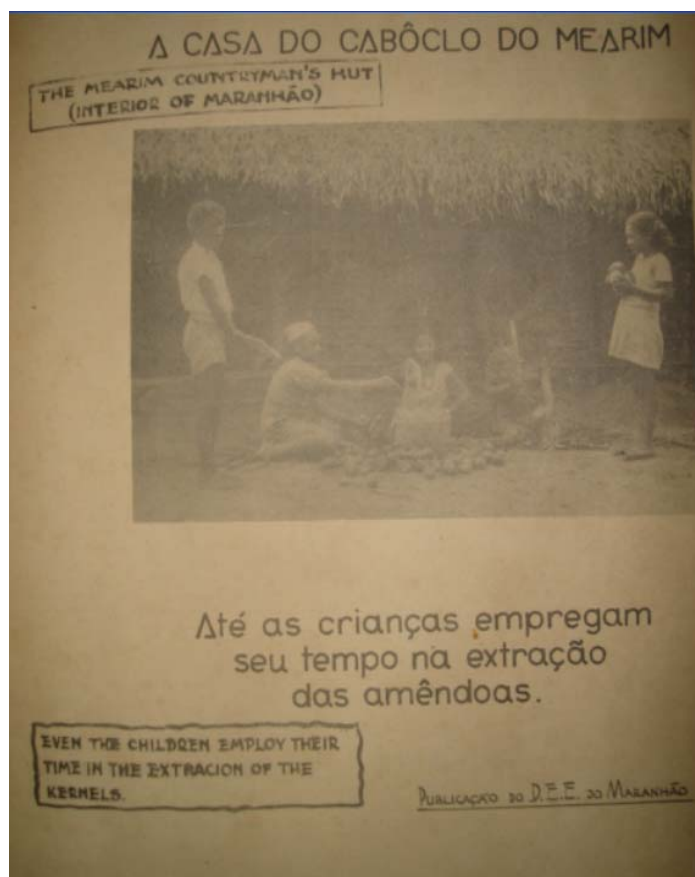 A CASA DO CABÔCLO DO MEARIM
THE MEARIM COUNTRYMAN'S HUT
(INTERIOR OF MARANHÃO)
Até as crianças empregam
seu tempo na extração
das amêndoas.
EVEN THE CHILDREN EMPLOY THEIR
TIME IN THE EXTRACION OF THE
KERNELS.
PUBLICAÇÃO DO D.E.E. DO MARANHÃO